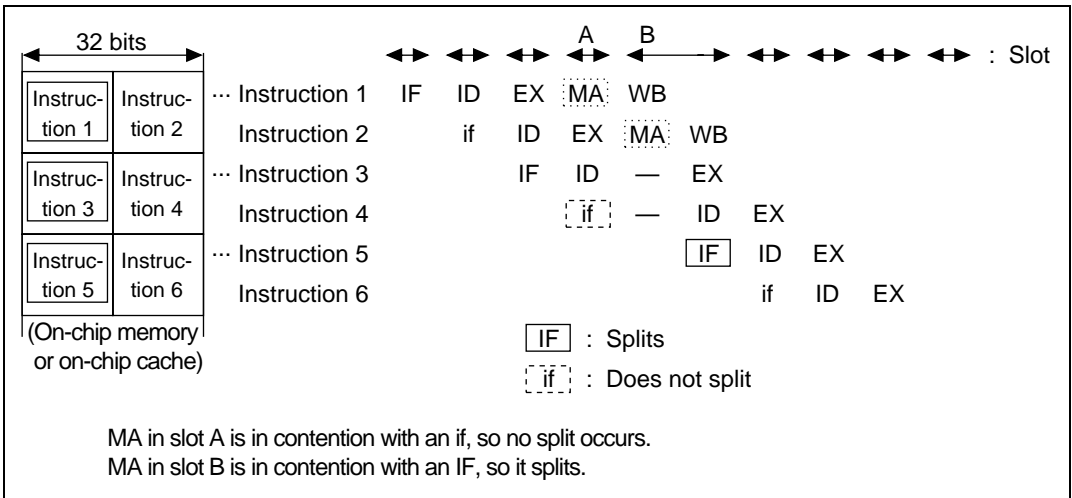 32 bits
A B
: Slot
Instruc-
tion 1
Instruc-
tion 2
... Instruction 1 IF ID EX MA WB
Instruction 2 if ID EX MA WB
Instruc-
tion 3
Instruc-
tion 4
... Instruction 3 IF ID — EX
Instruction 4 if — ID EX
Instruc-
tion 5
Instruc-
tion 6
... Instruction 5 IF ID EX
Instruction 6 if ID EX
(On-chip memory
or on-chip cache)
IF : Splits
if : Does not split
MA in slot A is in contention with an if, so no split occurs.
MA in slot B is in contention with an IF, so it splits.